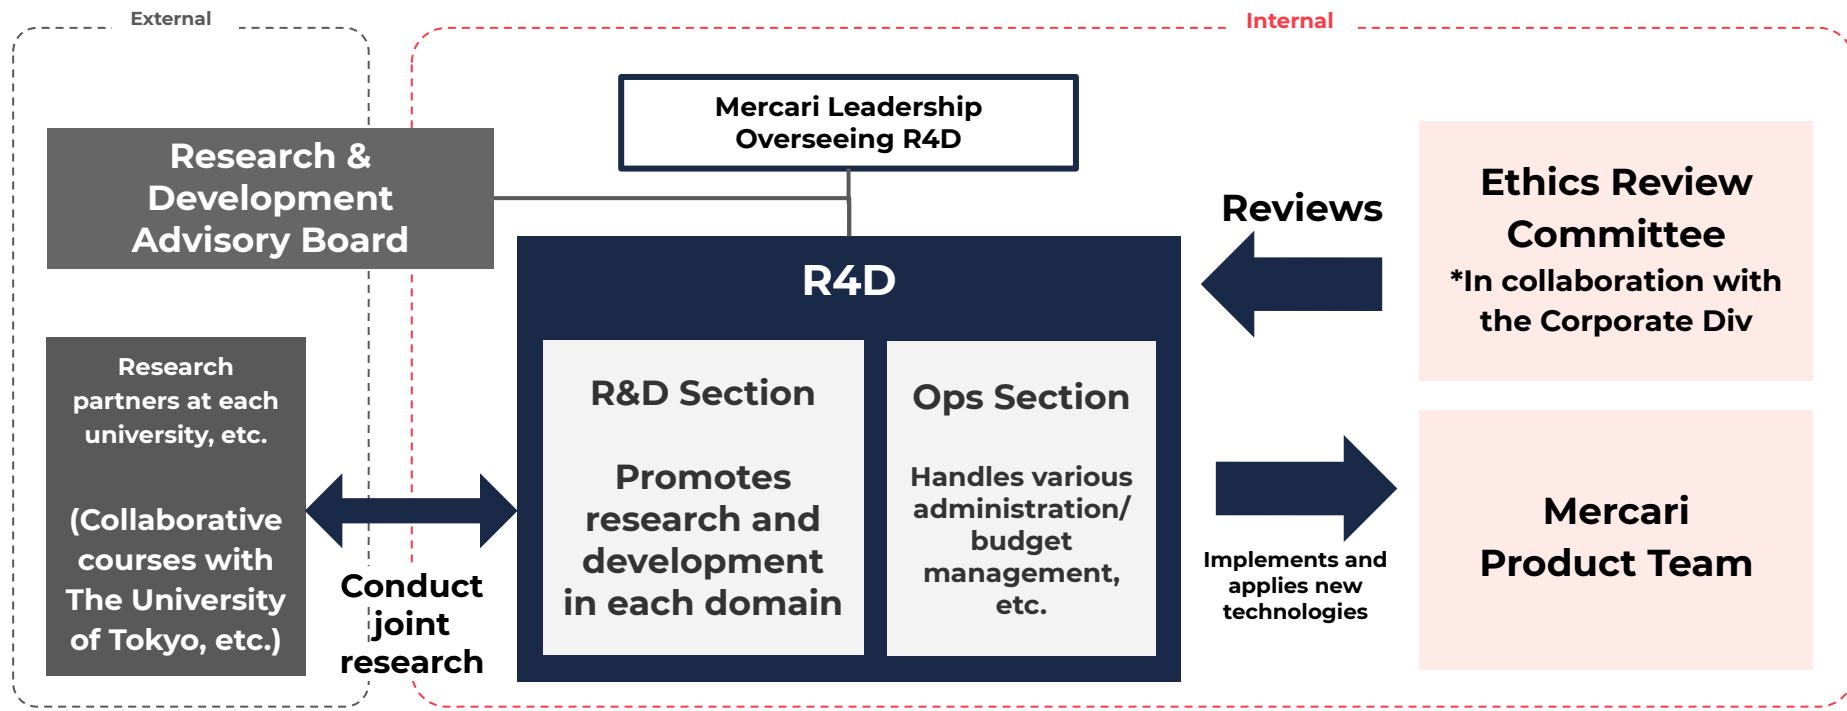 External
Internal
Mercari Leadership
Overseeing R4D
Research &
Development
Advisory Board
Reviews
Ethics Review
Committee
*In collaboration with
the Corporate Div
R4D
Research
partners at each
university, etc.
(Collaborative
courses with
The University
of Tokyo, etc.)
Conduct
joint
research
R&D Section
Promotes
research and
development
in each domain
Ops Section
Handles various
administration/
budget
management,
etc.
Implements and
applies new
technologies
Mercari
Product Team